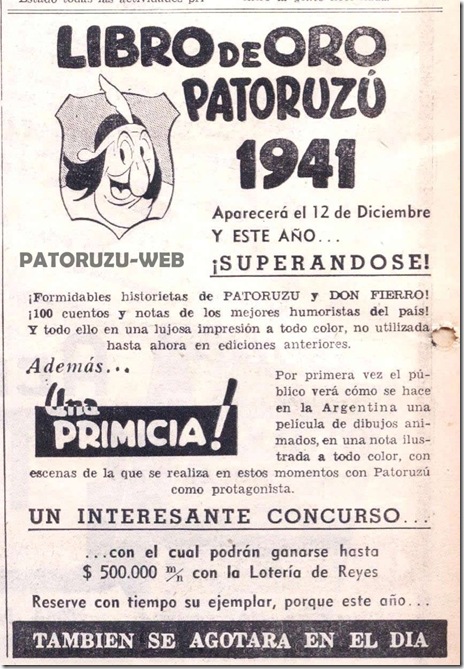 LIBRO DE ORO
PATORUZÚ
1941
Aparecerá el 12 de Diciembre
Y ESTE AÑO...
PATORUZU-WEB
¡SUPERANDOSE!
¡Formidables historietas de PATORUZU y DON FIERRO!
¡100 cuentos y notas de los mejores humoristas del país!
Y todo ello en una lujosa impresión a todo color, no utilizada
hasta ahora en ediciones anteriores.
Además...
Una
PRIMICIA!
Por primera vez el pú-
blico verá cómo se hace
en la Argentina una
película de dibujos ani-
mados, en una nota ilus-
trada a todo color, con
escenas de la que se realiza en estos momentos con Patoruzú
como protagonista.
UN INTERESANTE CONCURSO...
...con el cual podrán ganarse hasta
$ 500.000 m/n con la Lotería de Reyes
Reserve con tiempo su ejemplar, porque este año...
TAMBIEN SE AGOTARA EN EL DIA